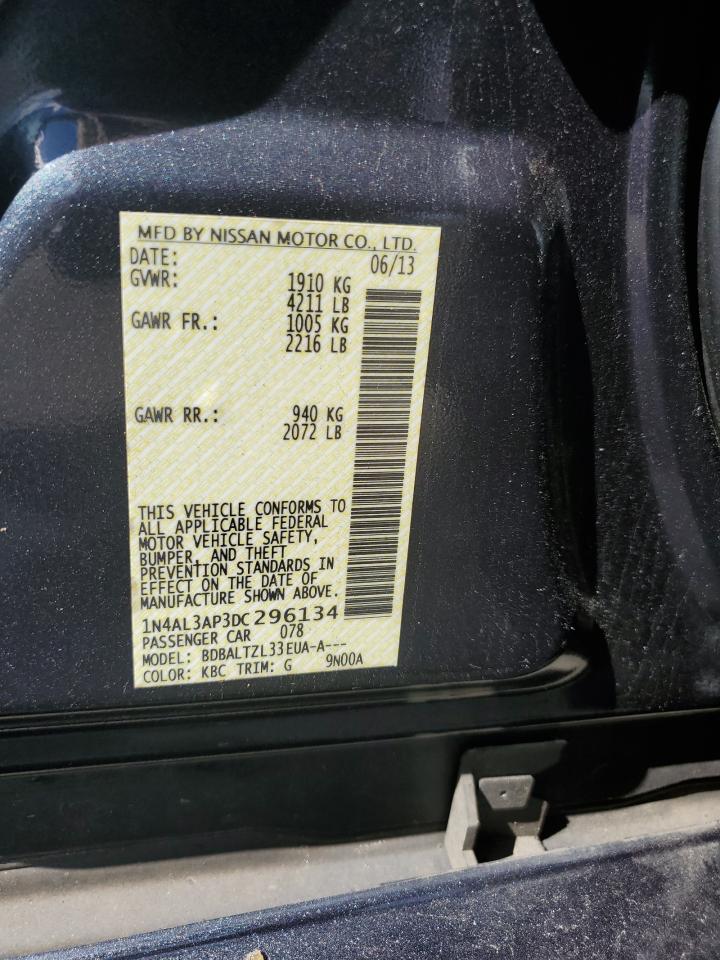 MFD BY NISSAN MOTOR CO., LTD.
DATE: 06/13
GVWR: 1910 KG
4211 LB
GAWR FR.: 1005 KG
2216 LB
GAWR RR.: 940 KG
2072 LB
THIS VEHICLE CONFORMS TO
ALL APPLICABLE FEDERAL
MOTOR VEHICLE SAFETY,
BUMPER, AND THEFT
PREVENTION STANDARDS IN
EFFECT ON THE DATE OF
MANUFACTURE SHOWN ABOVE.
1N4AL3AP3DC296134
PASSENGER CAR 078
MODEL: BDBALTZL33EUA-A---
COLOR: KBC TRIM: G 9N00A